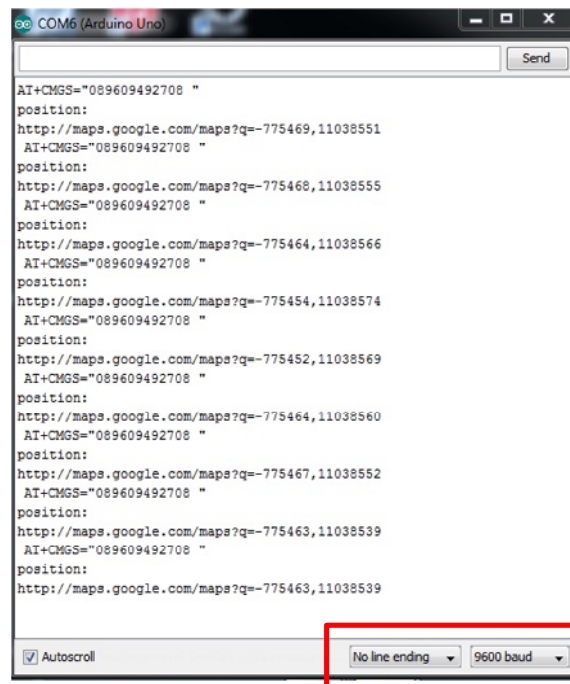 COM6 (Arduino Uno)
Send
AT+CMGS="089609492708 "
position:
http://maps.google.com/maps?q=-775469,11038551
AT+CMGS="089609492708 "
position:
http://maps.google.com/maps?q=-775468,11038555
AT+CMGS="089609492708 "
position:
http://maps.google.com/maps?q=-775464,11038566
AT+CMGS="089609492708 "
position:
http://maps.google.com/maps?q=-775454,11038574
AT+CMGS="089609492708 "
position:
http://maps.google.com/maps?q=-775452,11038569
AT+CMGS="089609492708 "
position:
http://maps.google.com/maps?q=-775464,11038560
AT+CMGS="089609492708 "
position:
http://maps.google.com/maps?q=-775467,11038552
AT+CMGS="089609492708 "
position:
http://maps.google.com/maps?q=-775463,11038539
AT+CMGS="089609492708 "
position:
http://maps.google.com/maps?q=-775463,11038539
Autoscroll
No line ending
9600 baud